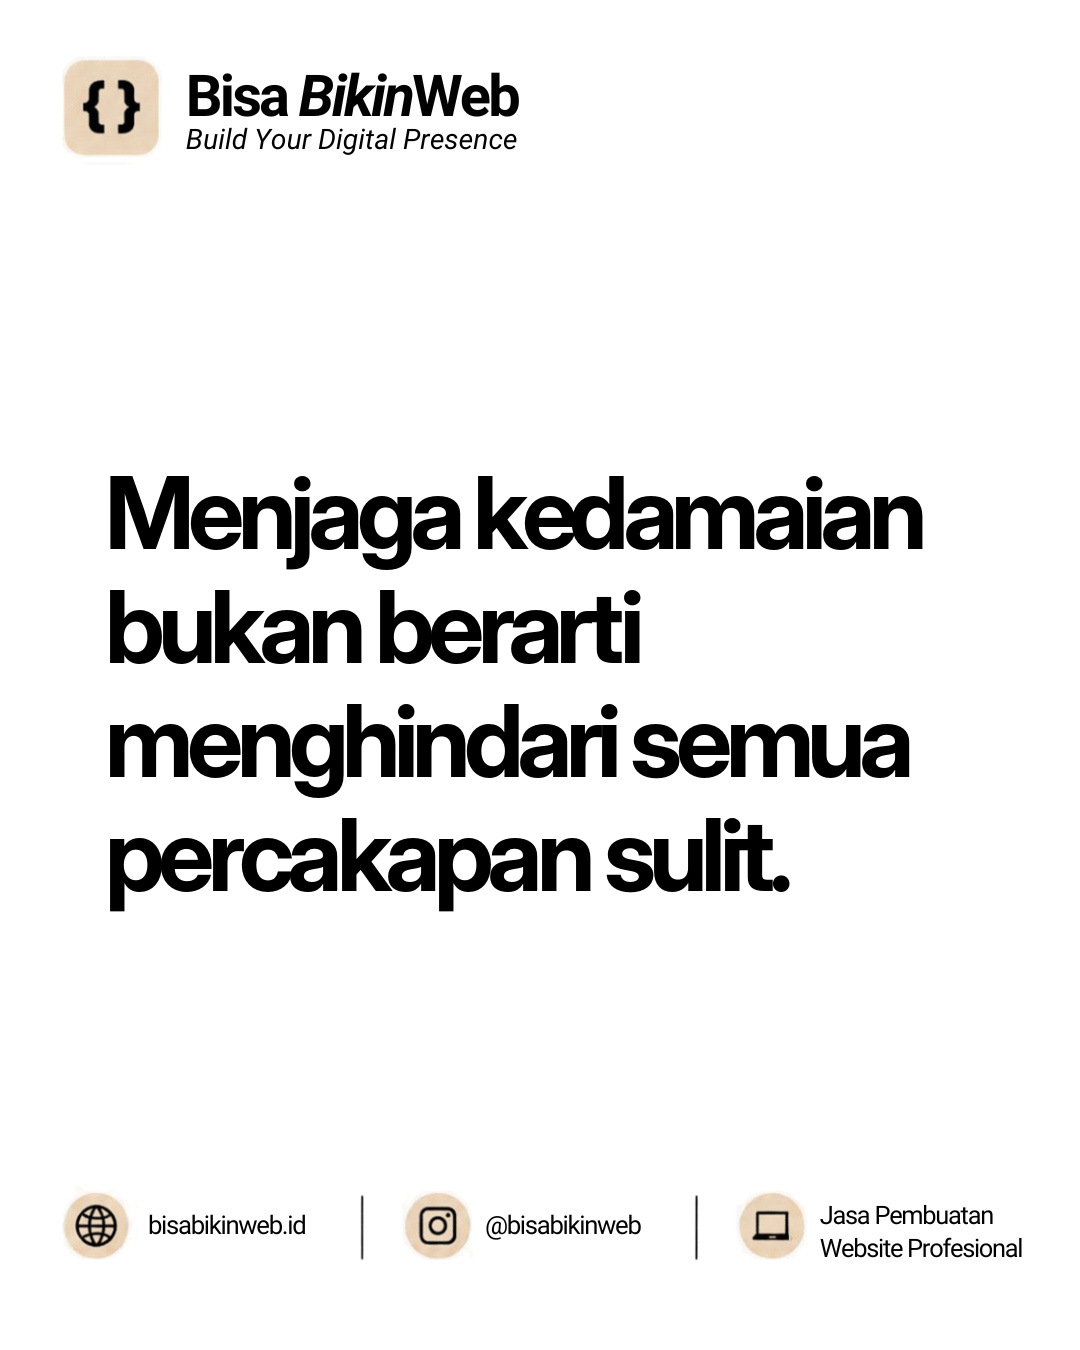 { }
Bisa BikinWeb
Build Your Digital Presence
Menjaga kedamaian
bukan berarti
menghindari semua
percakapan sulit.
bisabikinweb.id
@bisabikinweb
Jasa Pembuatan
Website Profesional